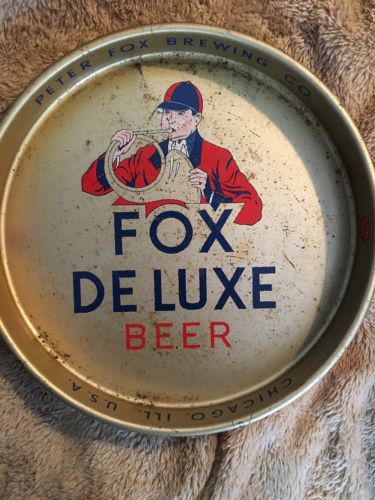 PETER FOX BREWING CO.
FOX
DE LUXE
BEER
CHICAGO, ILL. U.S.A.